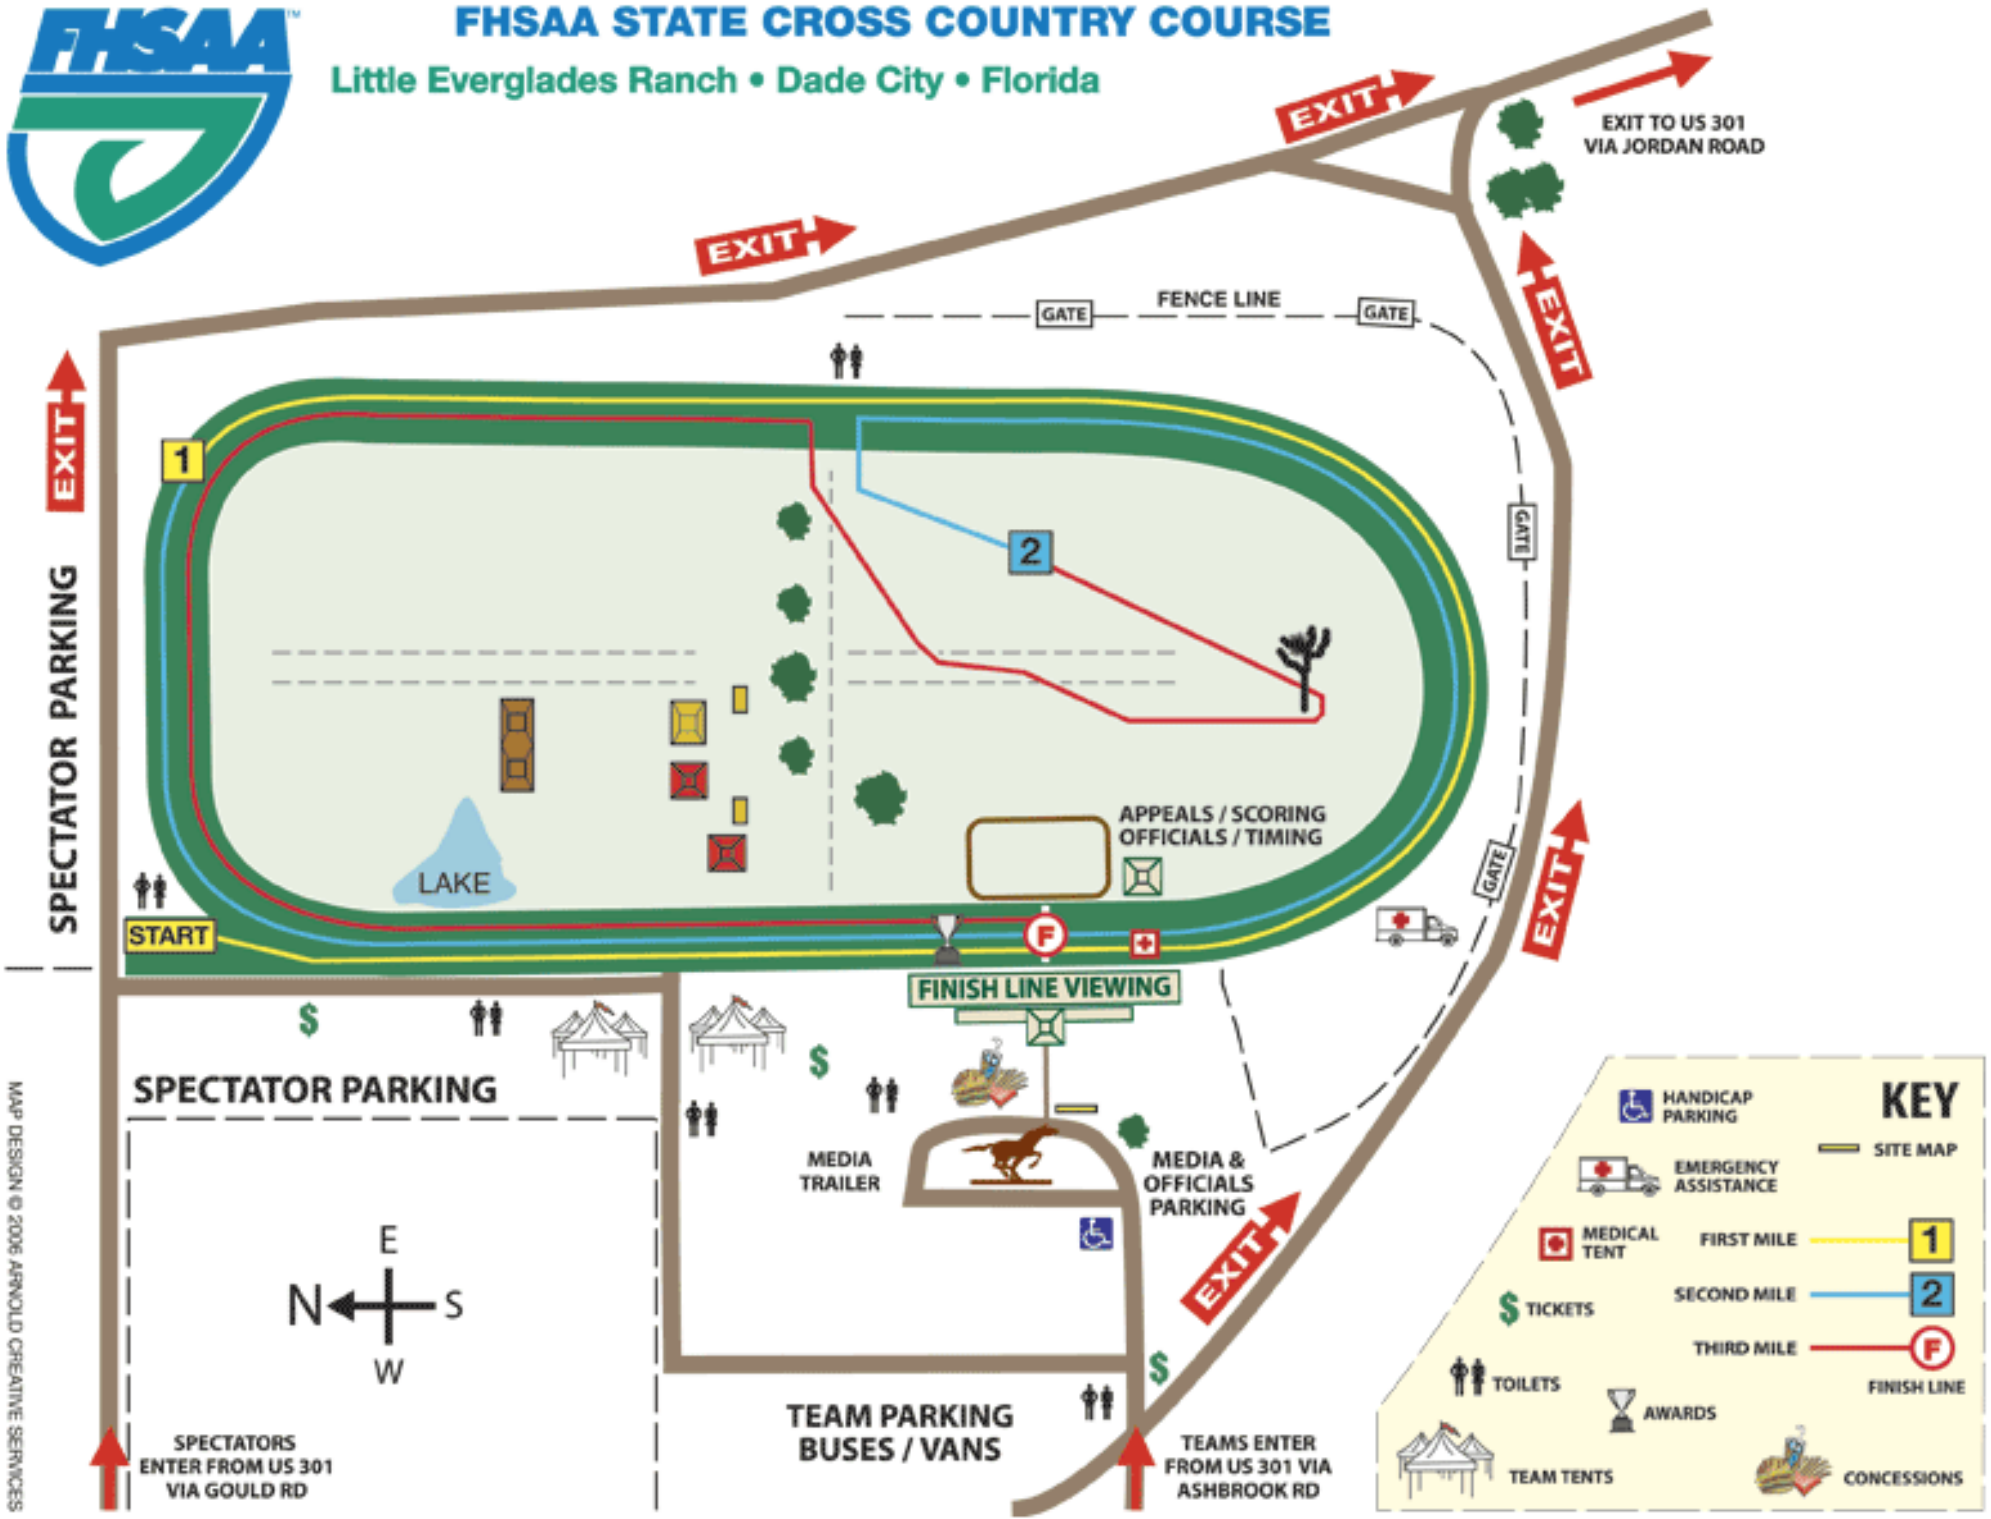 FHSAA™
FHSAA STATE CROSS COUNTRY COURSE
Little Everglades Ranch • Dade City • Florida
EXIT
EXIT TO US 301
VIA JORDAN ROAD
EXIT
EXIT
FENCE LINE
GATE
GATE
EXIT
1
2
GATE
SPECTATOR PARKING
APPEALS / SCORING
OFFICIALS / TIMING
LAKE
GATE
EXIT
START
F
FINISH LINE VIEWING
$
$
SPECTATOR PARKING
MEDIA
TRAILER
MEDIA &
OFFICIALS
PARKING
EXIT
E
N
S
W
$
TEAM PARKING
BUSES / VANS
SPECTATORS
ENTER FROM US 301
VIA GOULD RD
TEAMS ENTER
FROM US 301 VIA
ASHBROOK RD
MAP DESIGN © 2006 ARNOLD CREATIVE SERVICES
KEY
HANDICAP
PARKING
SITE MAP
EMERGENCY
ASSISTANCE
MEDICAL
TENT
FIRST MILE
1
SECOND MILE
2
$ TICKETS
THIRD MILE
F
FINISH LINE
TOILETS
AWARDS
TEAM TENTS
CONCESSIONS